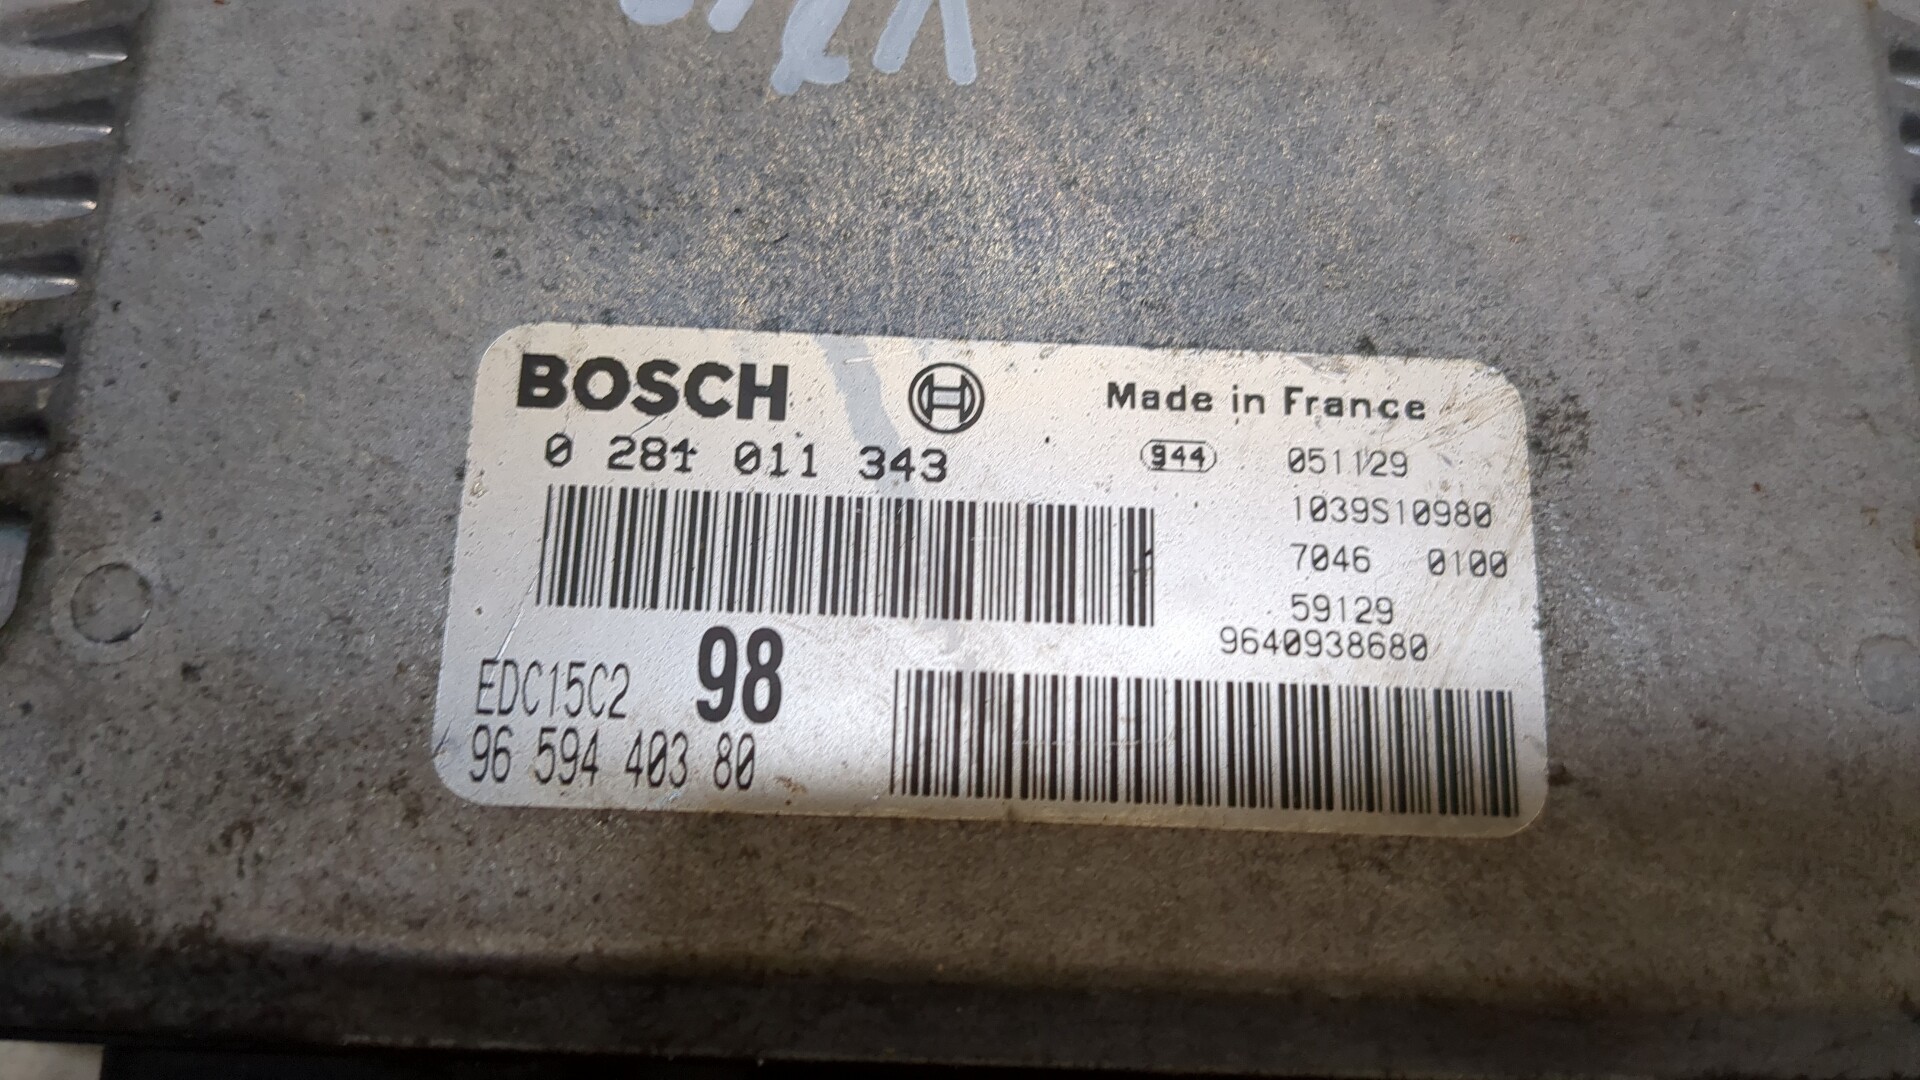 BOSCH
Made in France
0 281 011 343
944
051129
1039S10980
7046 0100
59129
9640938680
EDC15C2
98
96 594 403 80